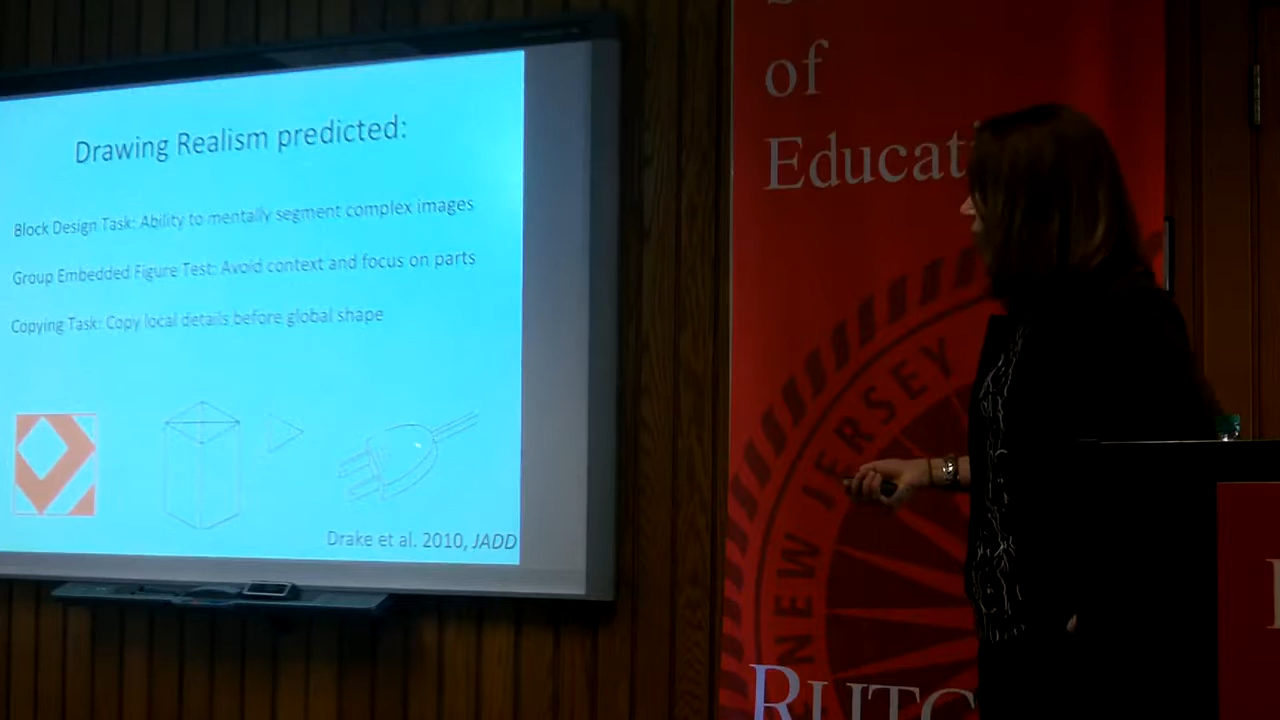 Drawing Realism predicted:
Block Design Task: Ability to mentally segment complex images
Group Embedded Figure Test: Avoid context and focus on parts
Copying Task: Copy local details before global shape
Drake et al. 2010, JADD
of
Educati
NEW JERSEY
RUTG